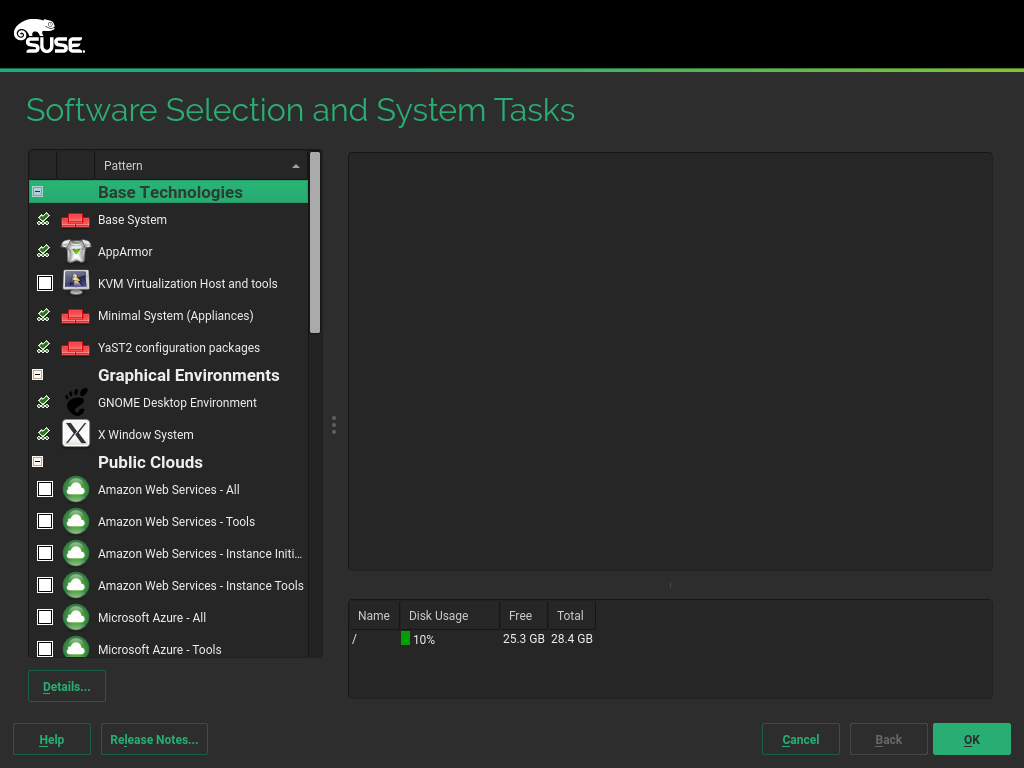 SUSE.
Software Selection and System Tasks
Pattern
Base Technologies
Base System
AppArmor
KVM Virtualization Host and tools
Minimal System (Appliances)
YaST2 configuration packages
Graphical Environments
GNOME Desktop Environment
X Window System
Public Clouds
Amazon Web Services - All
Amazon Web Services - Tools
Amazon Web Services - Instance Initi...
Amazon Web Services - Instance Tools
Microsoft Azure - All
Microsoft Azure - Tools
Name Disk Usage Free Total
/ 10% 25.3 GB 28.4 GB
Details...
Help Release Notes... Cancel Back OK